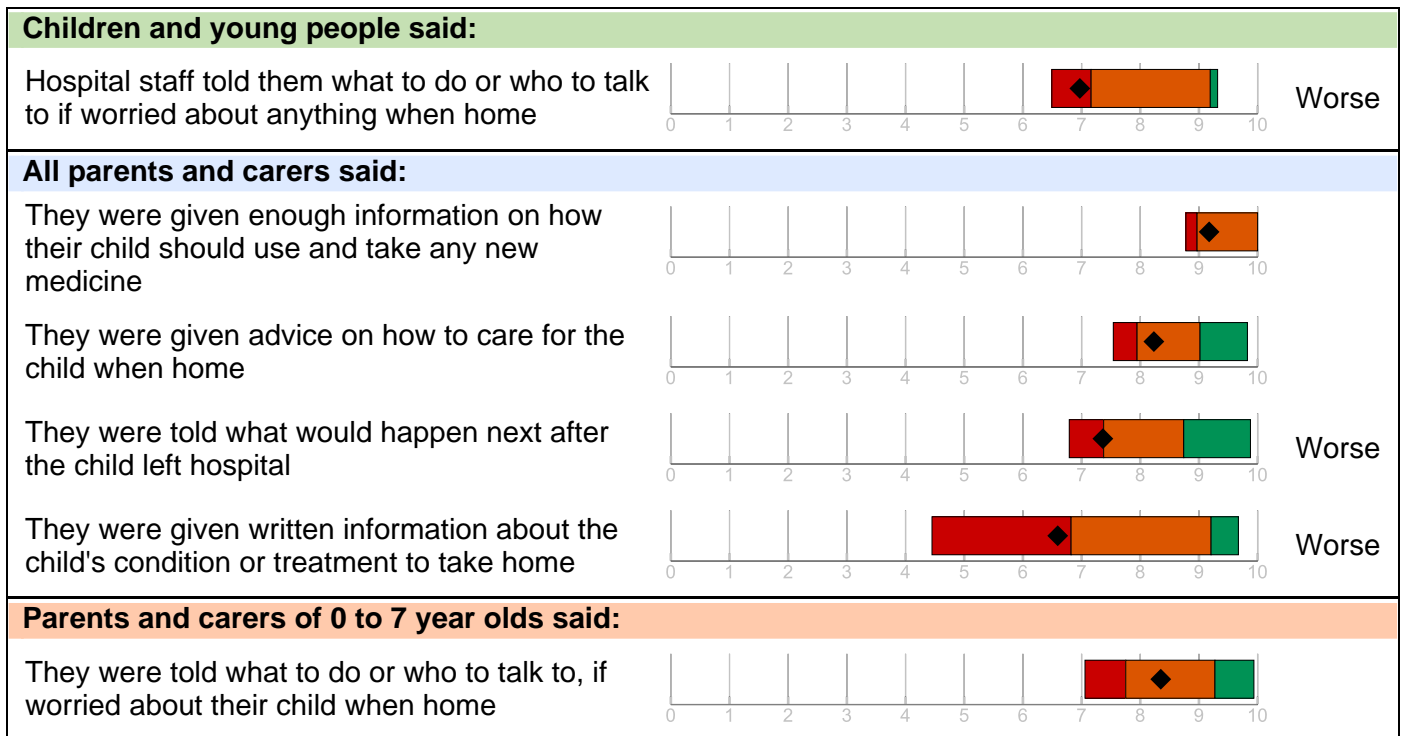 Children and young people said:
Hospital staff told them what to do or who to talk
to if worried about anything when home
0 1 2 3 4 5 6 7 8 9 10
Worse
All parents and carers said:
They were given enough information on how
their child should use and take any new
medicine
0 1 2 3 4 5 6 7 8 9 10
They were given advice on how to care for the
child when home
0 1 2 3 4 5 6 7 8 9 10
They were told what would happen next after
the child left hospital
0 1 2 3 4 5 6 7 8 9 10
Worse
They were given written information about the
child's condition or treatment to take home
0 1 2 3 4 5 6 7 8 9 10
Worse
Parents and carers of 0 to 7 year olds said:
They were told what to do or who to talk to, if
worried about their child when home
0 1 2 3 4 5 6 7 8 9 10